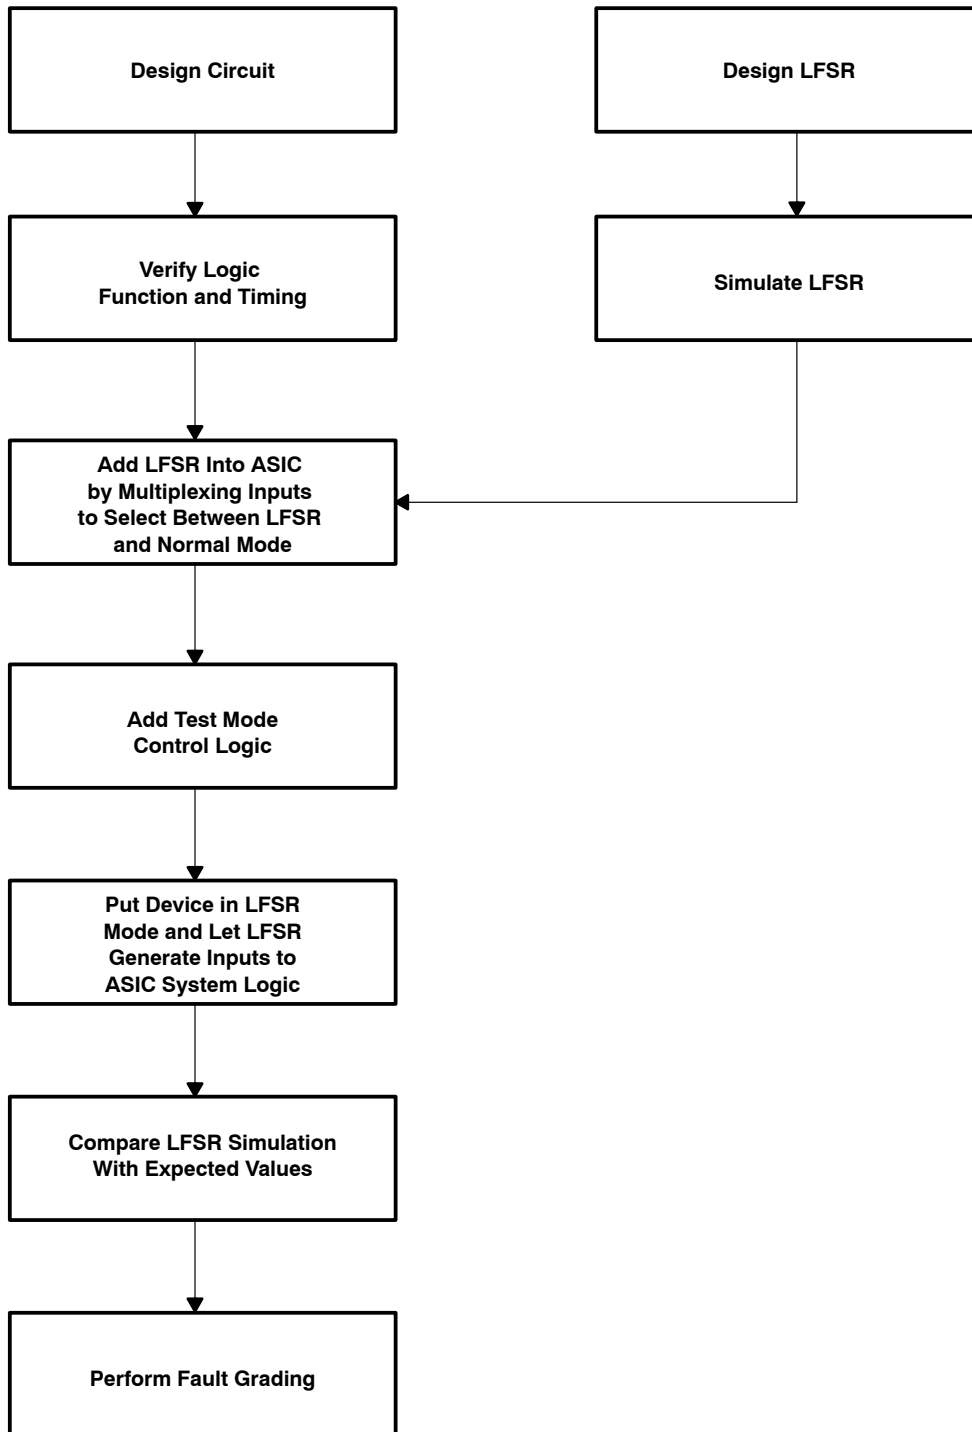 Design Circuit
Design LFSR
Verify Logic
Function and Timing
Simulate LFSR
Add LFSR Into ASIC
by Multiplexing Inputs
to Select Between LFSR
and Normal Mode
Add Test Mode
Control Logic
Put Device in LFSR
Mode and Let LFSR
Generate Inputs to
ASIC System Logic
Compare LFSR Simulation
With Expected Values
Perform Fault Grading